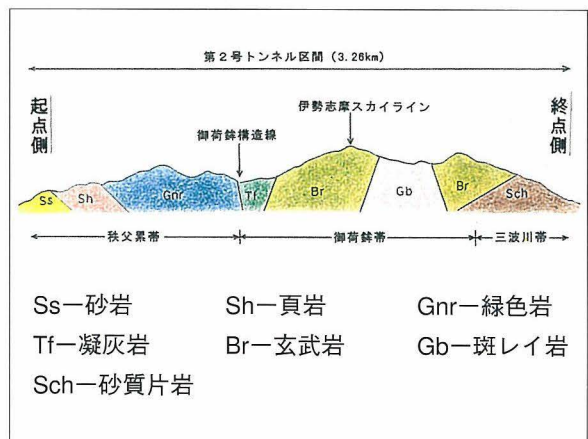 第2号トンネル区間(3.26km)
伊勢志摩スカイライン
起点側
終点側
御荷鉾構造線
Ss
Sh
Gnr
Tf
Br
Gb
Br
Sch
秩父累帯
御荷鉾帯
三波川帯
Ss―砂岩 Sh―頁岩 Gnr―緑色岩
Tf―凝灰岩 Br―玄武岩 Gb―斑レイ岩
Sch―砂質片岩